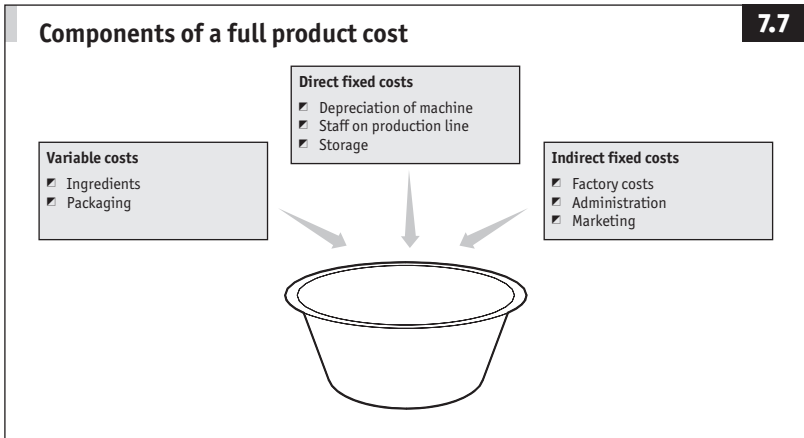 Components of a full product cost
7.7
Direct fixed costs
Depreciation of machine
Staff on production line
Storage
Variable costs
Ingredients
Packaging
Indirect fixed costs
Factory costs
Administration
Marketing